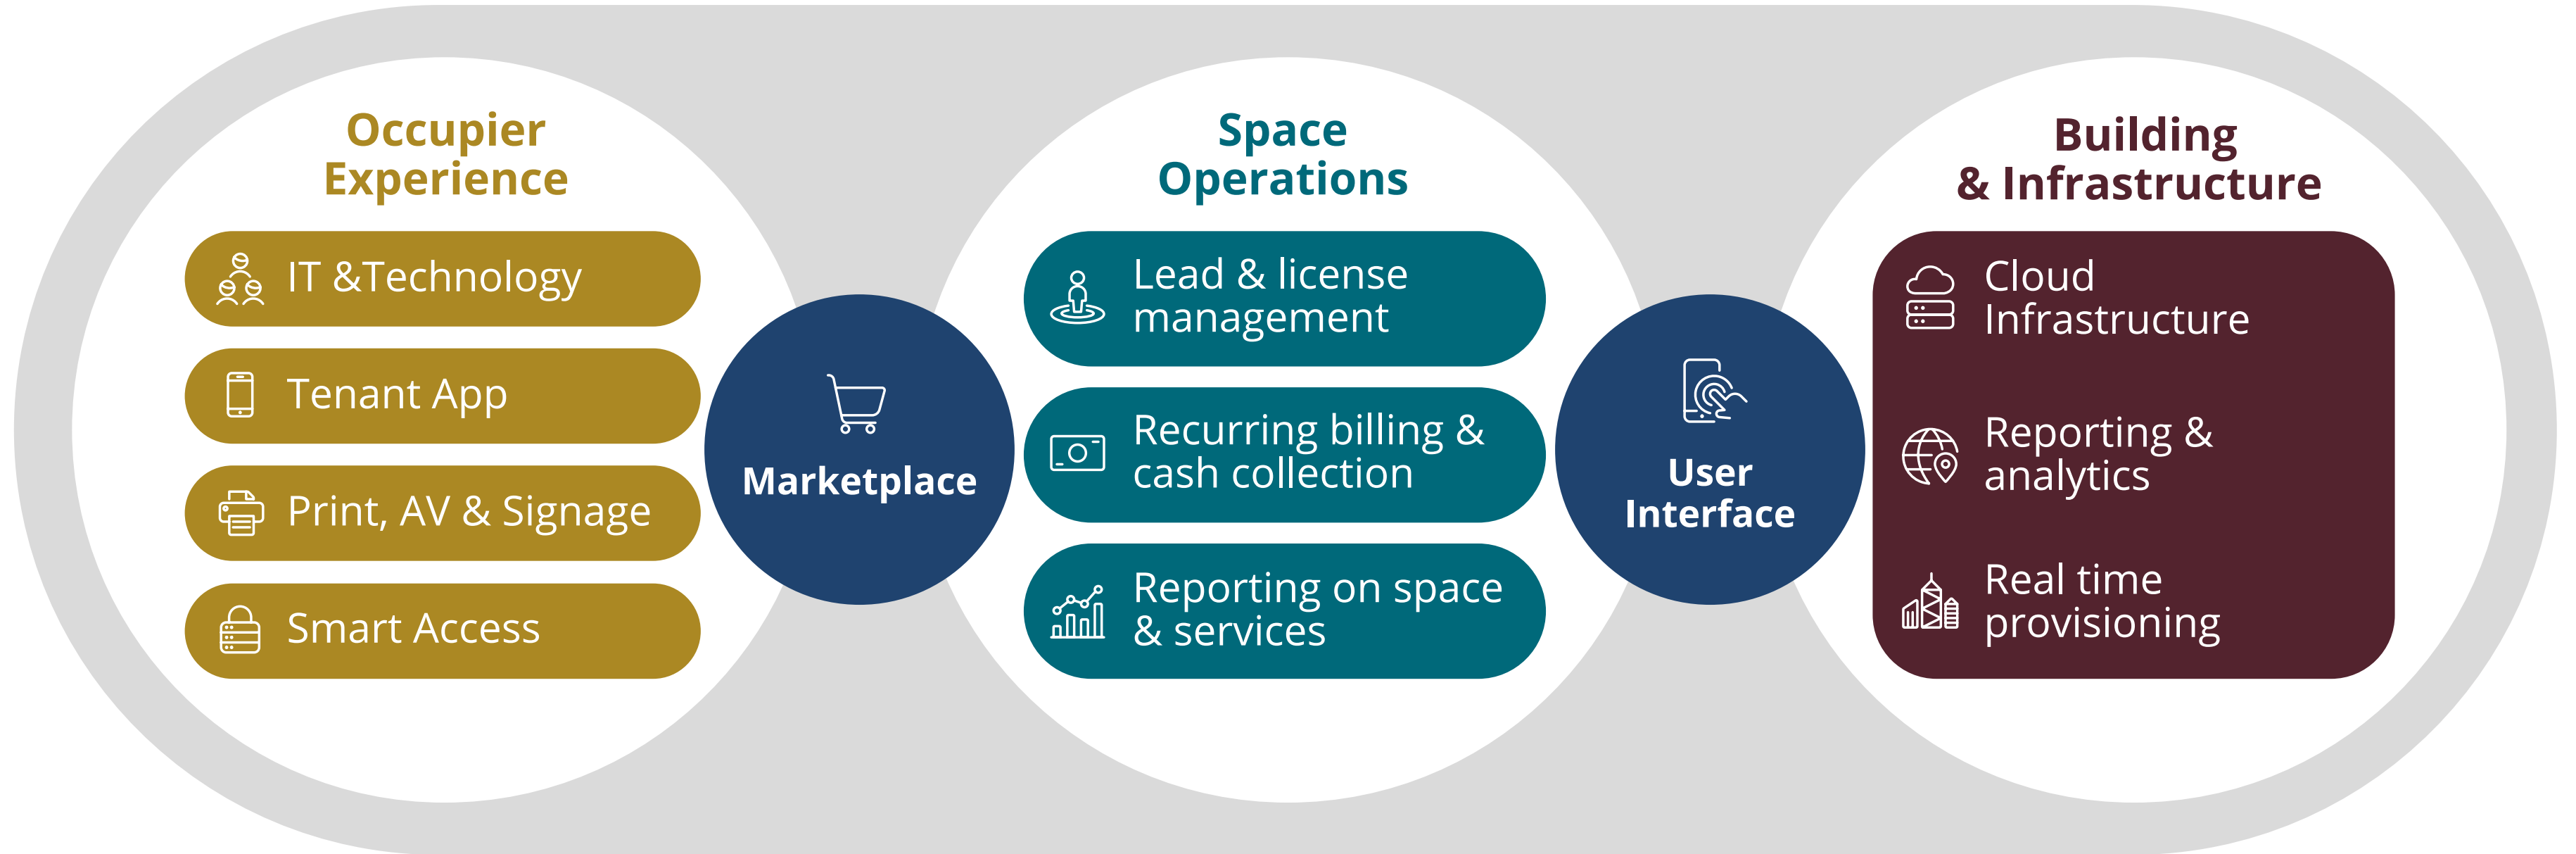 Occupier
Experience
IT &Technology
Tenant App
Print, AV & Signage
Smart Access
Marketplace
Space
Operations
Lead & license
management
Recurring billing &
cash collection
Reporting on space
& services
User
Interface
Building
& Infrastructure
Cloud
Infrastructure
Reporting &
analytics
Real time
provisioning